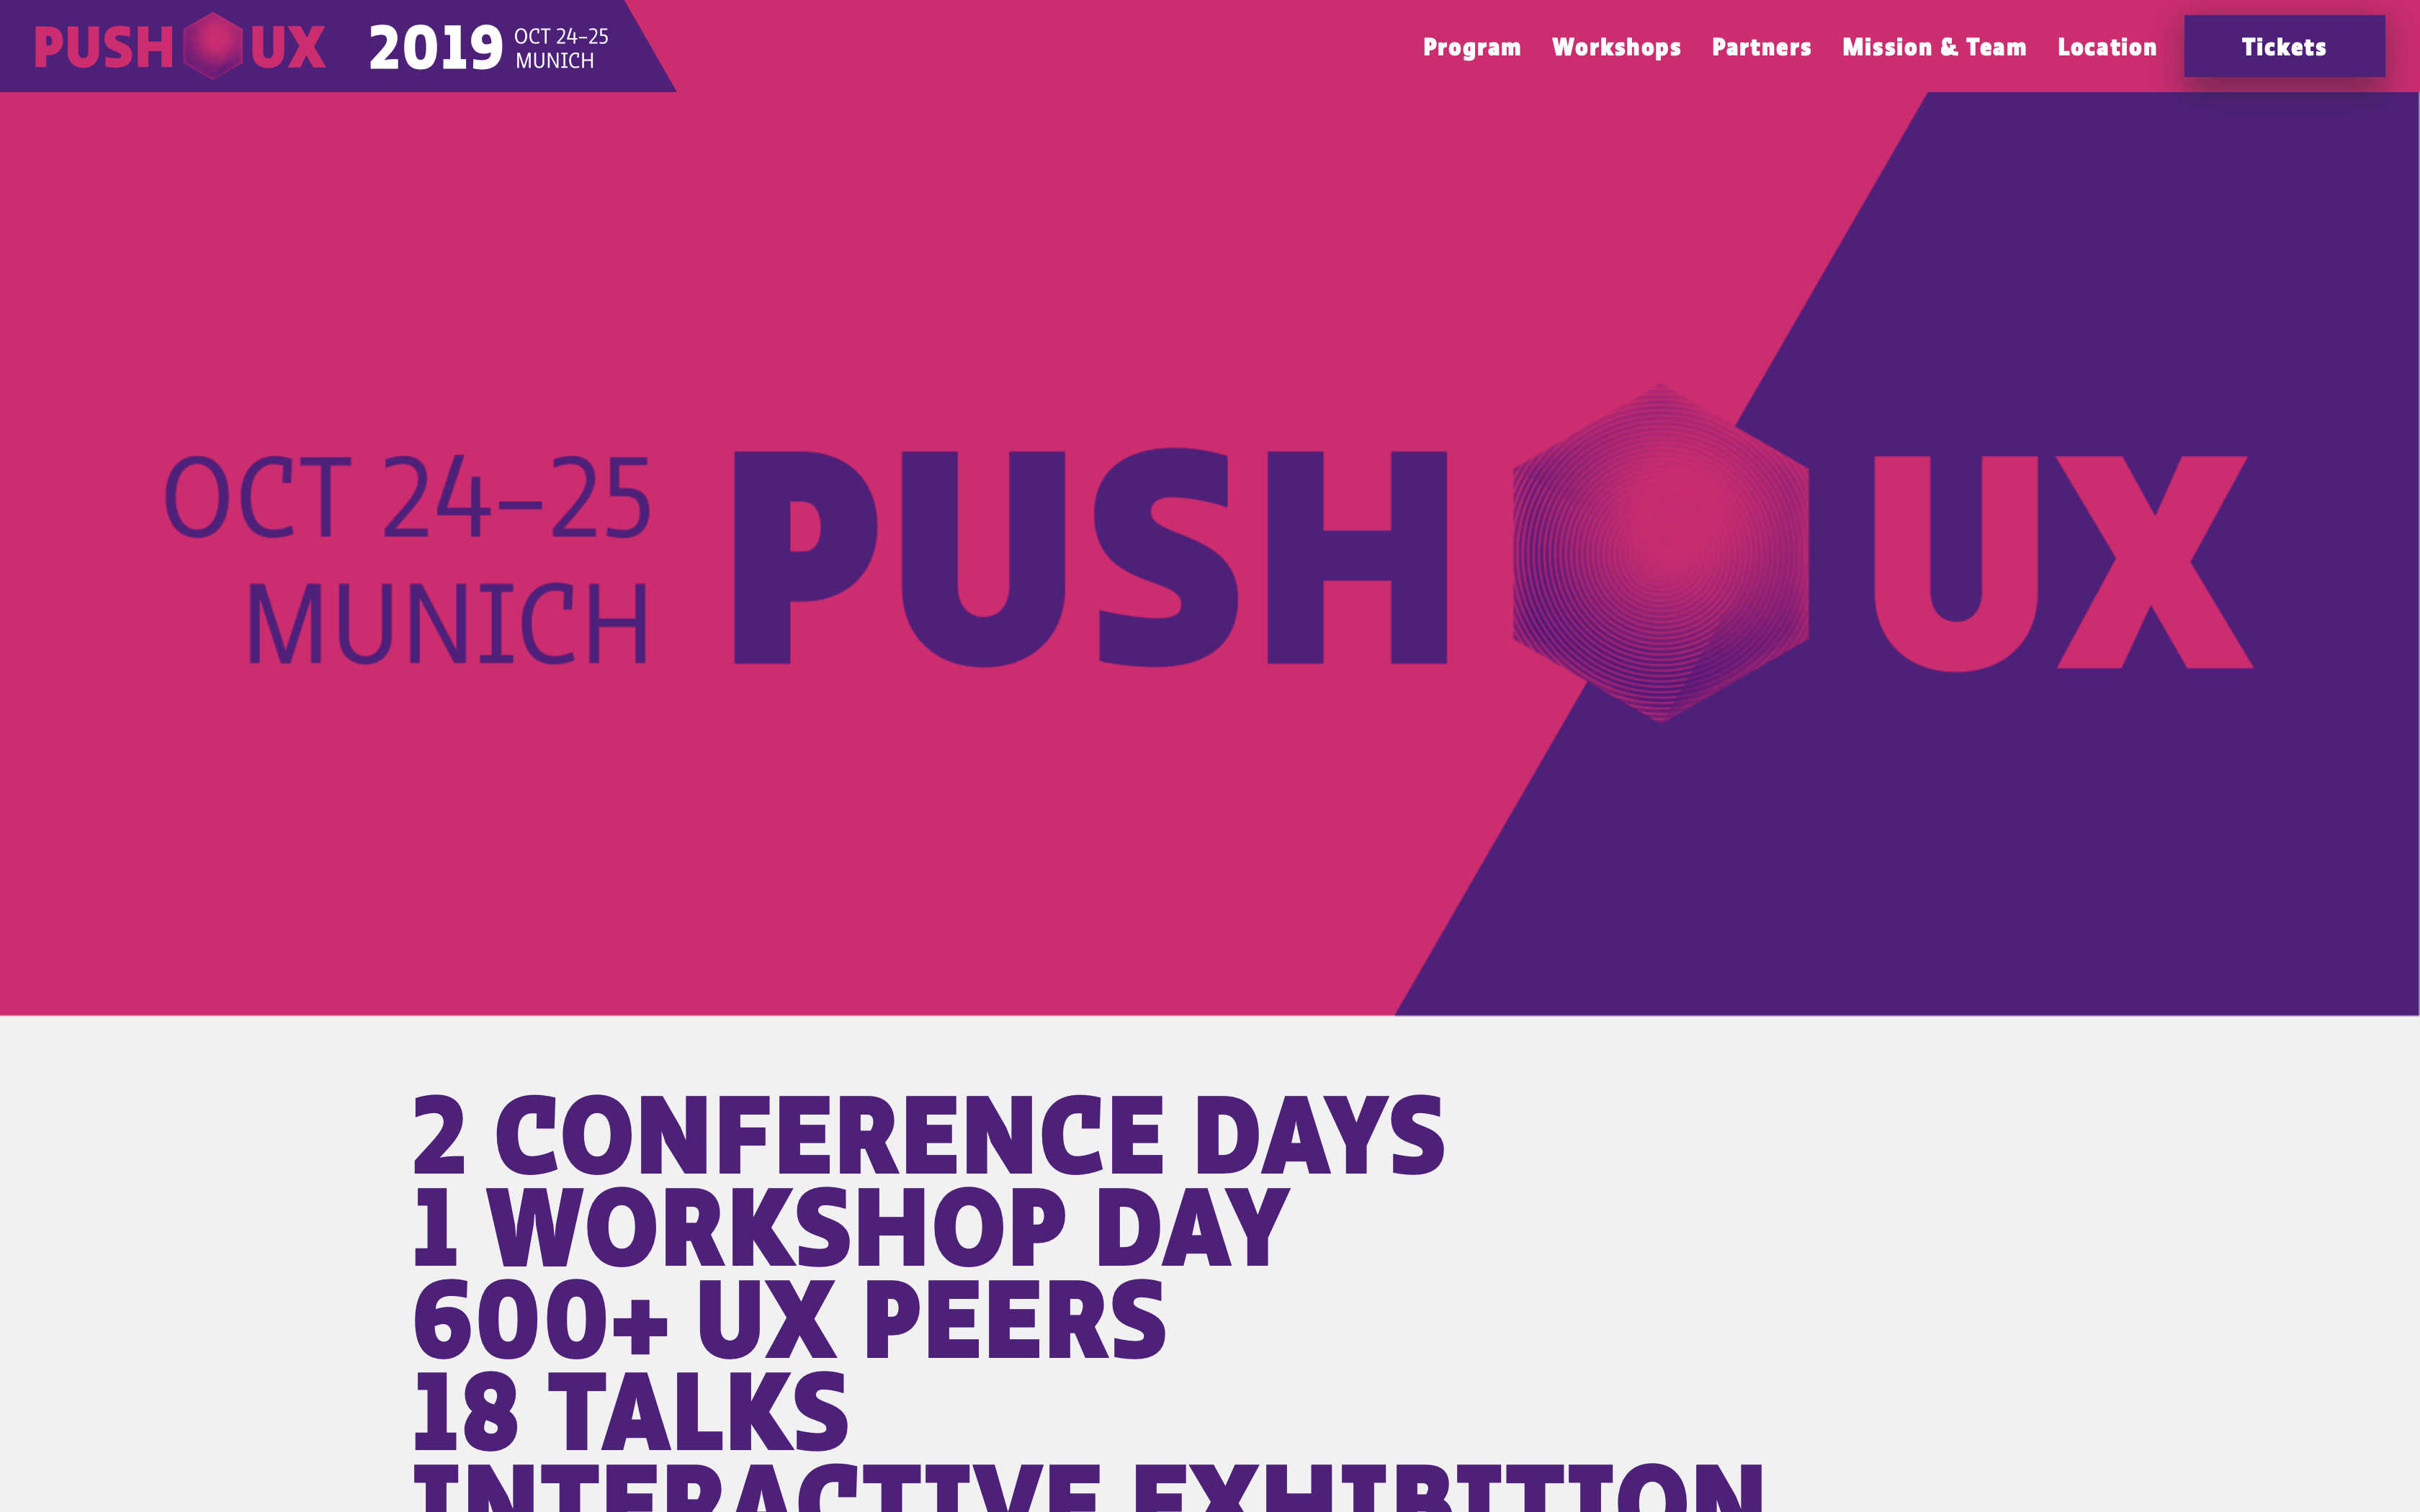 PUSH UX 2019 OCT 24–25
MUNICH
Program Workshops Partners Mission & Team Location Tickets
OCT 24–25
MUNICH
PUSH UX
2 CONFERENCE DAYS
1 WORKSHOP DAY
600+ UX PEERS
18 TALKS
INTERACTIVE EXHIBITION